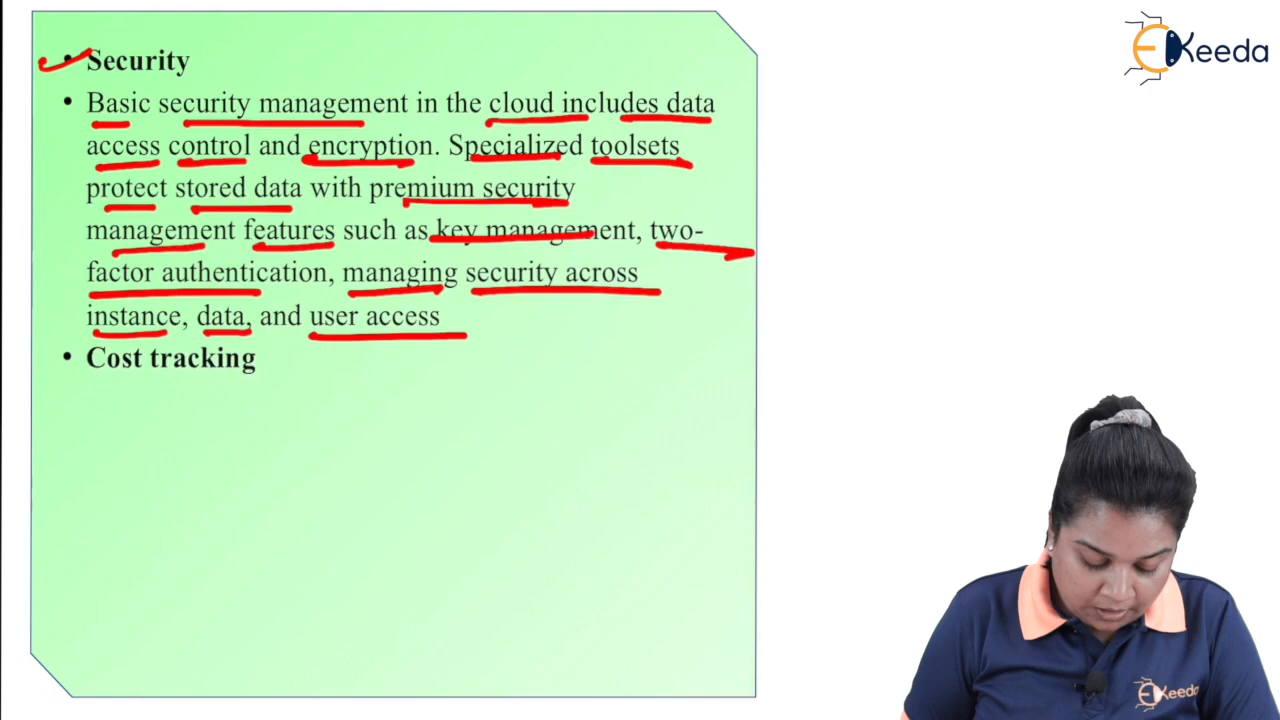 • Security
• Basic security management in the cloud includes data
access control and encryption. Specialized toolsets
protect stored data with premium security
management features such as key management, two-
factor authentication, managing security across
instance, data, and user access
• Cost tracking
EKeeda
EKeeda